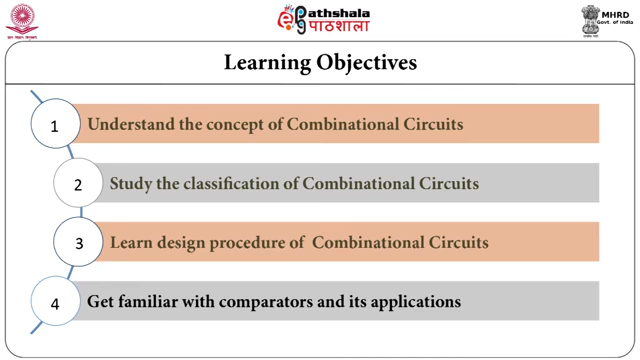 Pathshala
पाठशाला
MHRD
Govt. of India
Learning Objectives
1
Understand the concept of Combinational Circuits
2
Study the classification of Combinational Circuits
3
Learn design procedure of Combinational Circuits
4
Get familiar with comparators and its applications